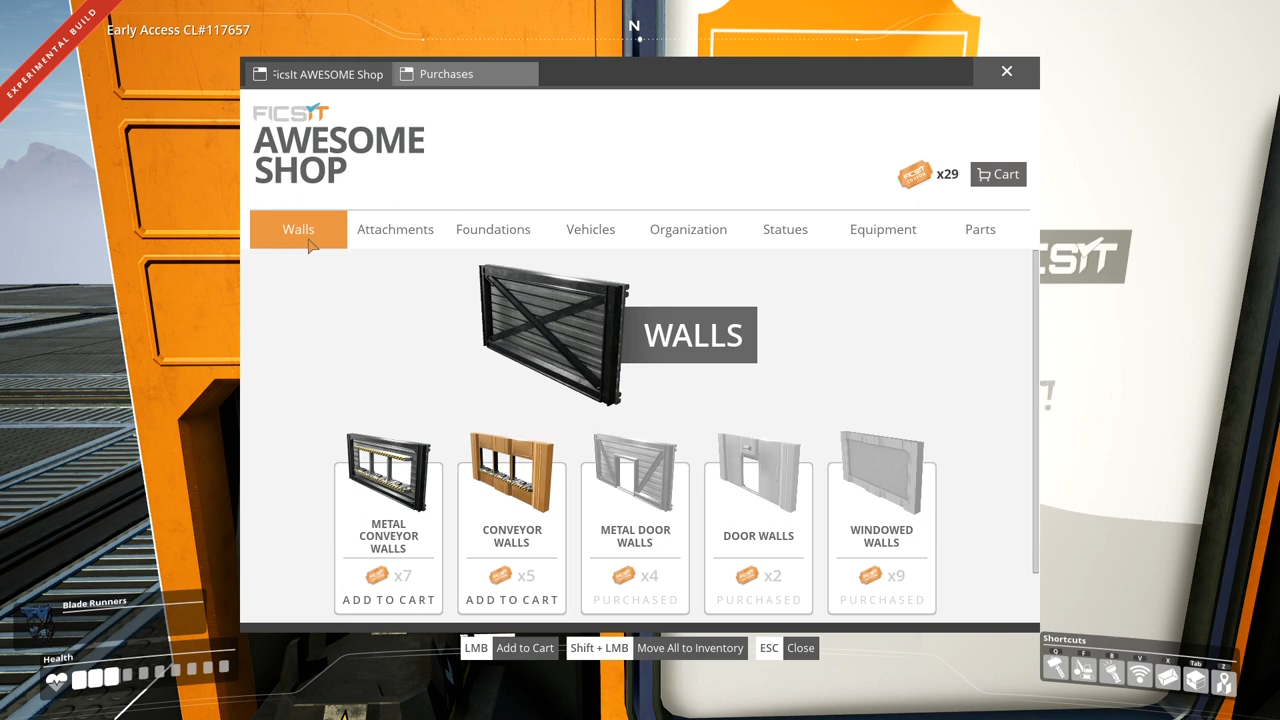 EXPERIMENTAL BUILD
Early Access CL#117657
N
FicsIt AWESOME Shop
Purchases
FICSIT
AWESOME
SHOP
FICSIT COUPON
x29
Cart
Walls
Attachments
Foundations
Vehicles
Organization
Statues
Equipment
Parts
WALLS
METAL
CONVEYOR
WALLS
x7
ADD TO CART
CONVEYOR
WALLS
x5
ADD TO CART
METAL DOOR
WALLS
x4
PURCHASED
DOOR WALLS
x2
PURCHASED
WINDOWED
WALLS
x9
PURCHASED
LMB Add to Cart
Shift + LMB Move All to Inventory
ESC Close
Blade Runners
Health
Shortcuts
Q F B V X Tab Z